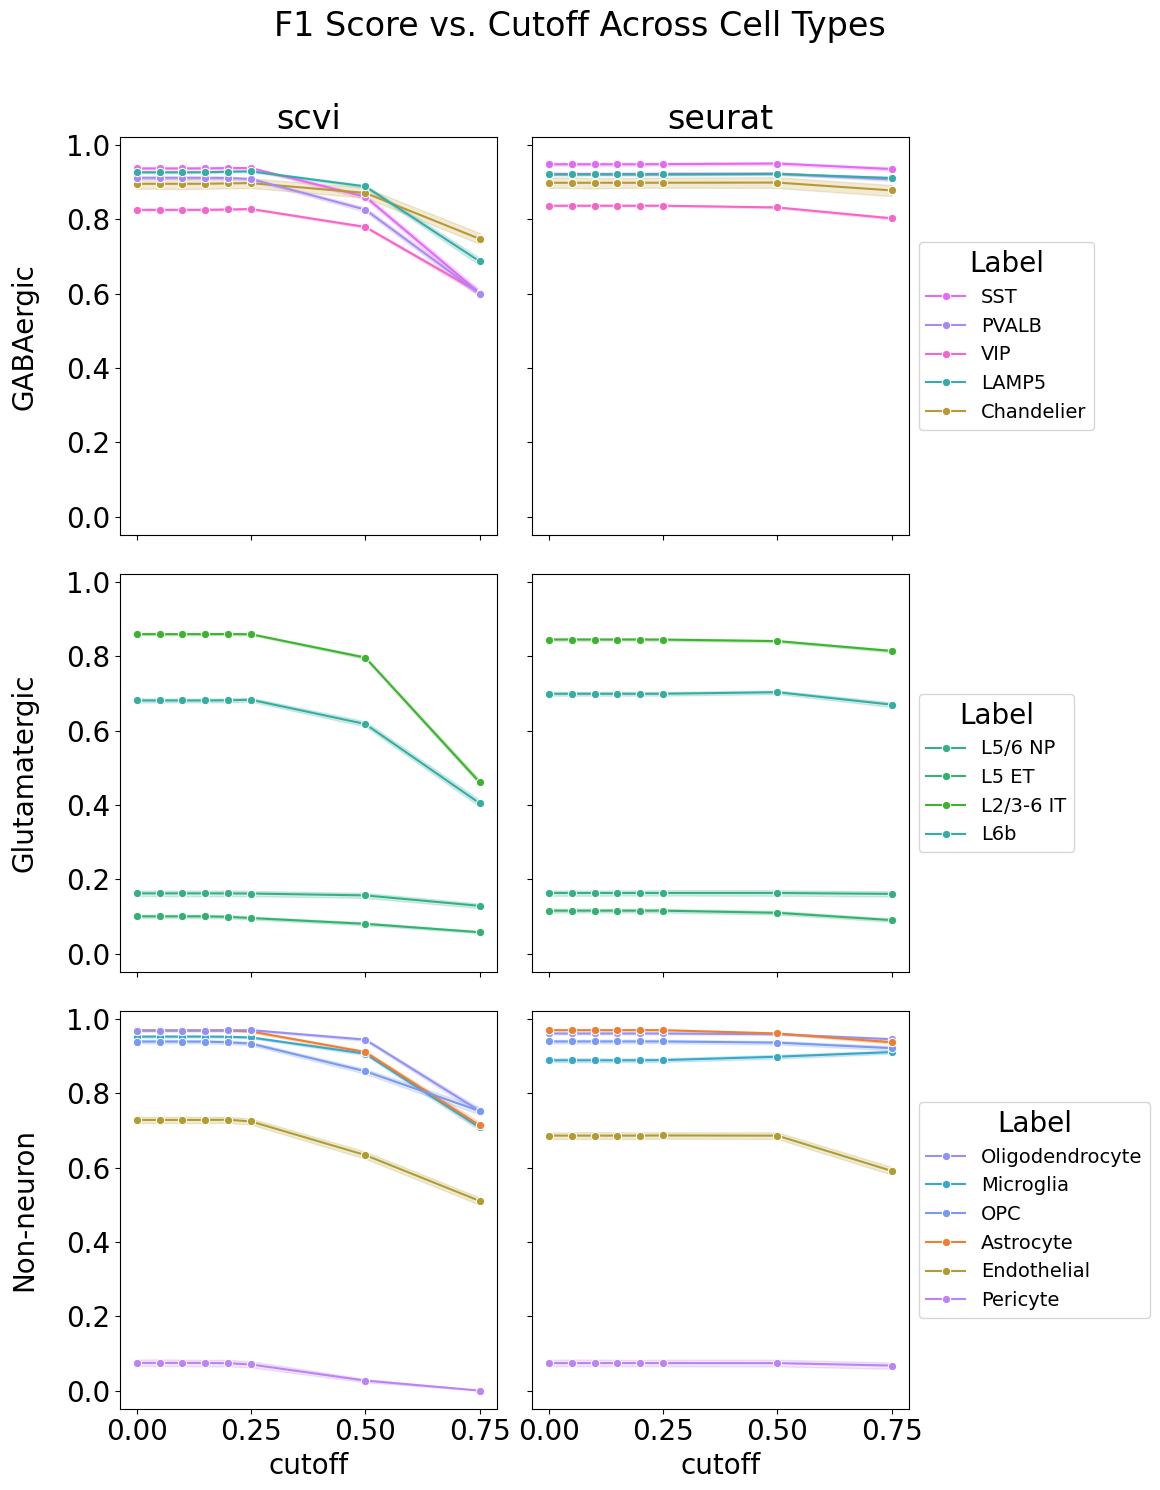 F1 Score vs. Cutoff Across Cell Types
scvi
seurat
GABAergic
1.0
0.8
0.6
0.4
0.2
0.0
Label
SST
PVALB
VIP
LAMP5
Chandelier
Glutamatergic
1.0
0.8
0.6
0.4
0.2
0.0
Label
L5/6 NP
L5 ET
L2/3-6 IT
L6b
Non-neuron
1.0
0.8
0.6
0.4
0.2
0.0
Label
Oligodendrocyte
Microglia
OPC
Astrocyte
Endothelial
Pericyte
0.00 0.25 0.50 0.75
0.00 0.25 0.50 0.75
cutoff
cutoff